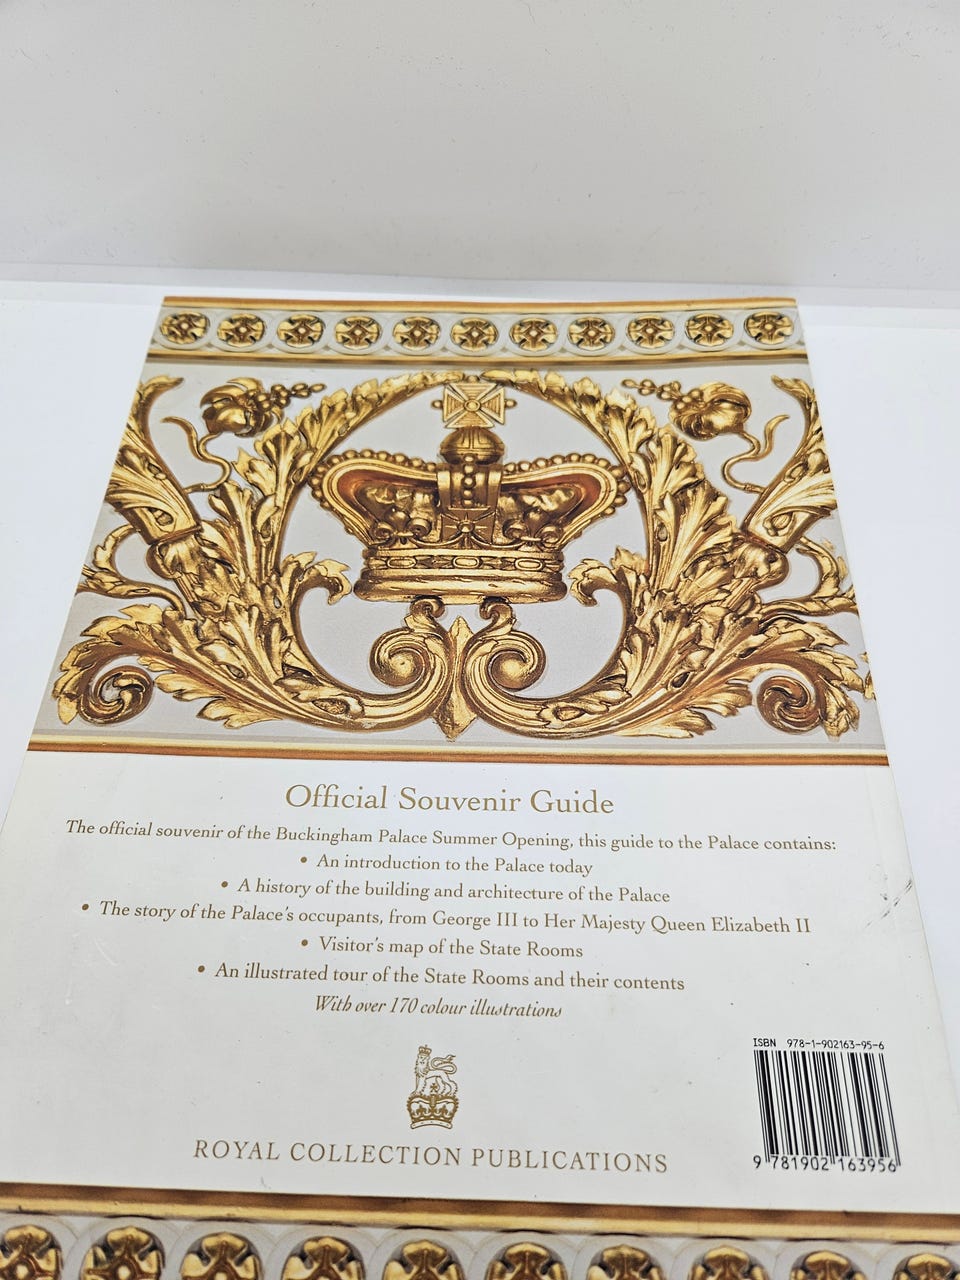 Official Souvenir Guide
The official souvenir of the Buckingham Palace Summer Opening, this guide to the Palace contains:
• An introduction to the Palace today
• A history of the building and architecture of the Palace
• The story of the Palace's occupants, from George III to Her Majesty Queen Elizabeth II
• Visitor's map of the State Rooms
• An illustrated tour of the State Rooms and their contents
With over 170 colour illustrations
ISBN 978-1-902163-95-6
ROYAL COLLECTION PUBLICATIONS
9 781902 163956